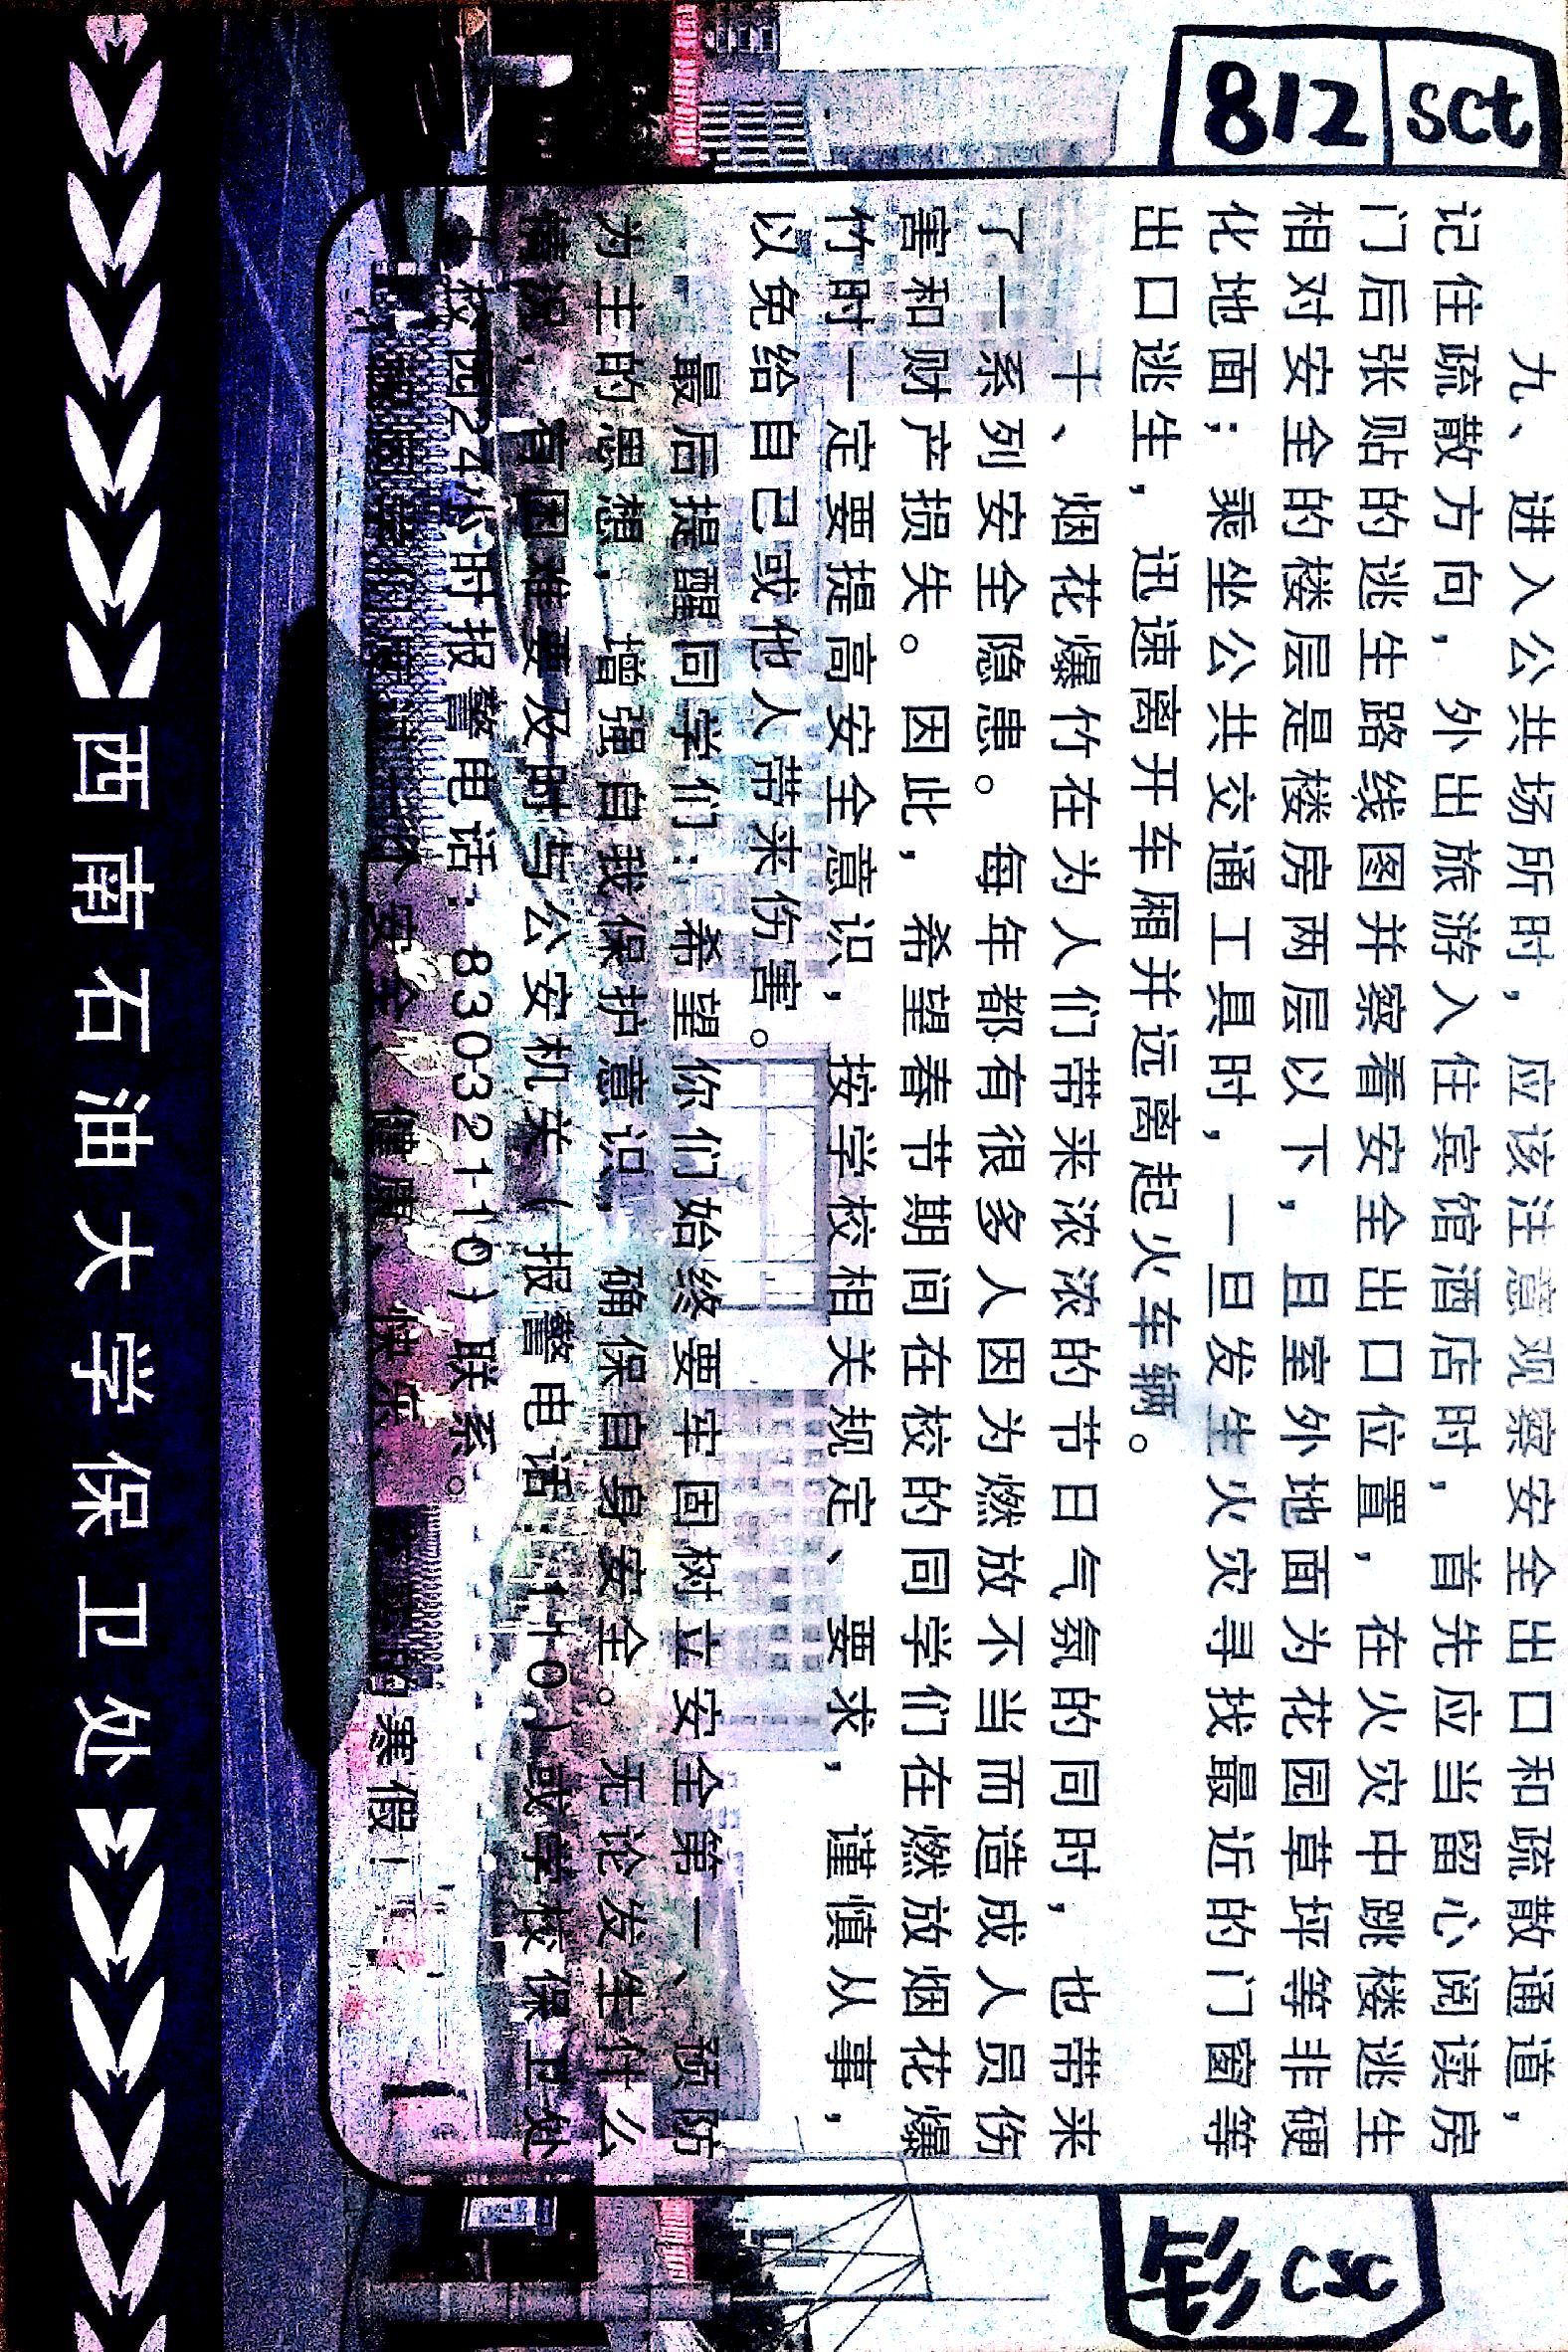 812 sct
九、进入公共场所时，应该注意观察安全出口和疏散通道，
记住疏散方向，外出旅游入住宾馆酒店时，首先应当留心阅读房
门后张贴的逃生路线图并察看安全出口位置，在火灾中跳楼逃生
相对安全的楼层是楼房两层以下，且室外地面为花园草坪等非硬
化地面；乘坐公共交通工具时，一旦发生火灾寻找最近的门窗等
出口逃生，迅速离开车厢并远离起火车辆。
十、烟花爆竹在为人们带来浓浓的节日气氛的同时，也带来
了一系列安全隐患。每年都有很多人因为燃放不当而造成人员伤
害和财产损失。因此，希望春节期间在校的同学们在燃放烟花爆
竹时一定要提高安全意识，按学校相关规定、要求，谨慎从事，
以免给自己或他人带来伤害。
最后提醒同学们：希望你们始终要牢固树立安全第一、预防
为主的思想，增强自我保护意识，确保自身安全。无论发生什么
情况、有困难要及时与公安机关（报警电话：110）或学校保卫处
（校园24小时报警电话：83032110）联系。
个安全、健康、快乐的寒假！
西南石油大学保卫处
csc